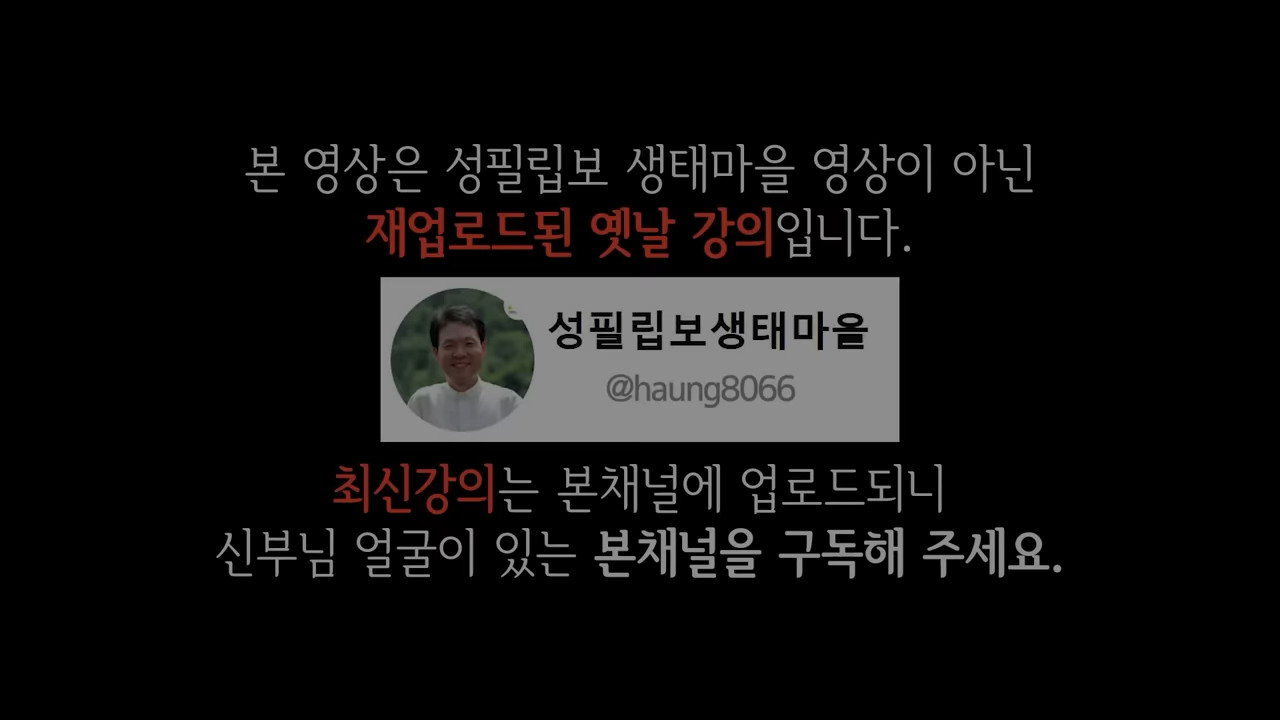 본 영상은 성필립보 생태마을 영상이 아닌
재업로드된 옛날 강의입니다.
성필립보생태마을
@haung8066
최신강의는 본채널에 업로드되니
신부님 얼굴이 있는 본채널을 구독해 주세요.